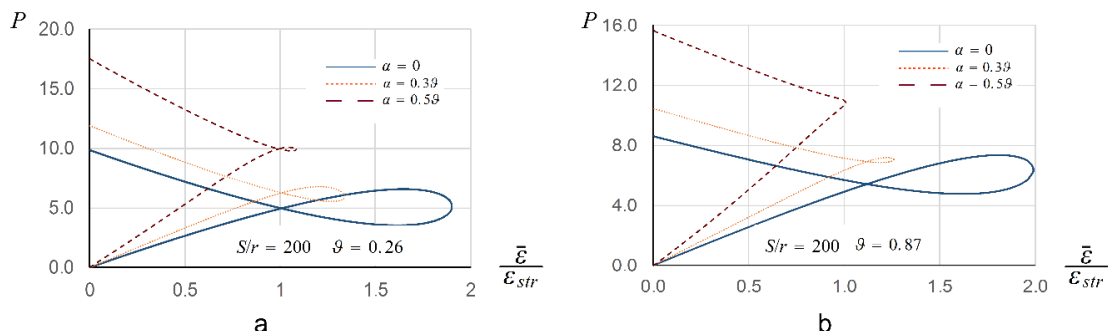 P
20.0
15.0
10.0
5.0
0.0
0
0.5
1
1.5
2
α = 0
α = 0.3ϑ
α = 0.5ϑ
S/r = 200 ϑ = 0.26
ε̄
ε_str
a
P
16.0
12.0
8.0
4.0
0.0
0.0
0.5
1.0
1.5
2.0
α = 0
α = 0.3ϑ
α – 0.5ϑ
S/r = 200 ϑ = 0.87
ε̄
ε_str
b